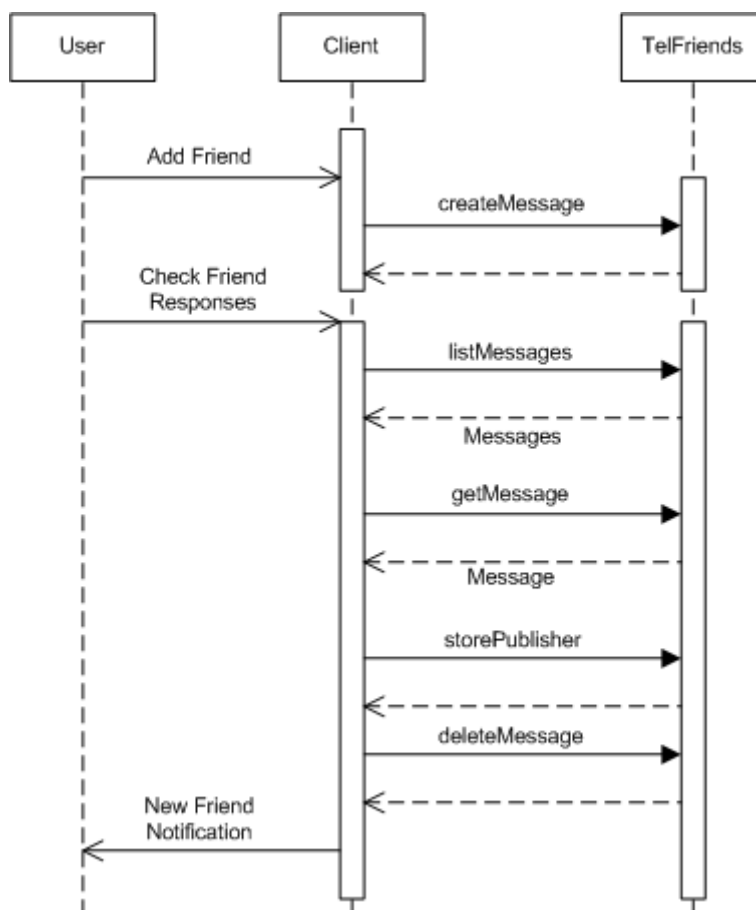 User
Client
TelFriends
Add Friend
createMessage
Check Friend
Responses
listMessages
Messages
getMessage
Message
storePublisher
deleteMessage
New Friend
Notification